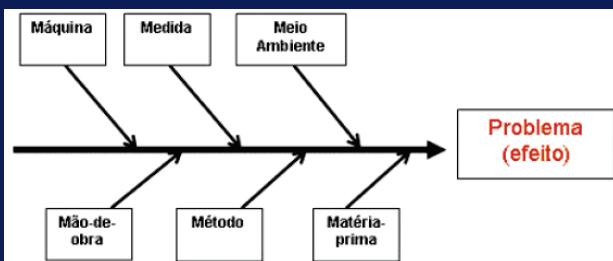 Máquina
Medida
Meio
Ambiente
Problema
(efeito)
Mão-de-
obra
Método
Matéria-
prima